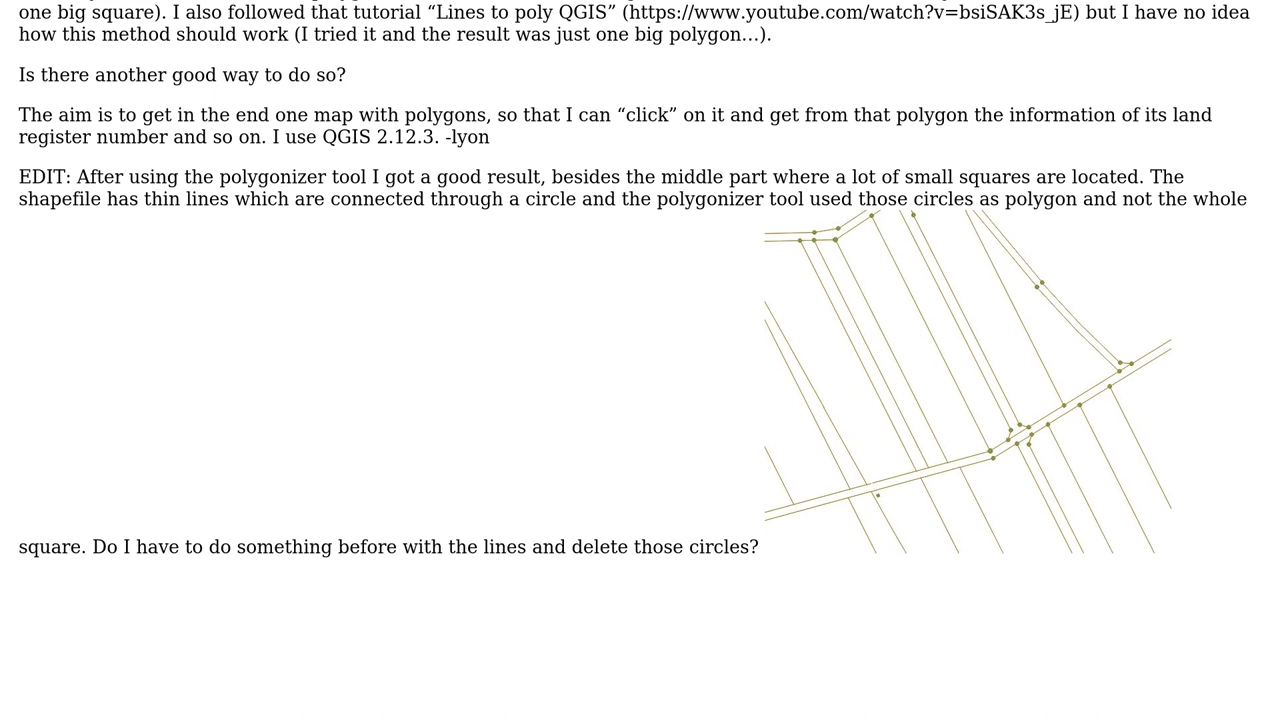 one big square). I also followed that tutorial “Lines to poly QGIS” (https://www.youtube.com/watch?v=bsiSAK3s_jE) but I have no idea
how this method should work (I tried it and the result was just one big polygon…).
Is there another good way to do so?
The aim is to get in the end one map with polygons, so that I can “click” on it and get from that polygon the information of its land
register number and so on. I use QGIS 2.12.3. -lyon
EDIT: After using the polygonizer tool I got a good result, besides the middle part where a lot of small squares are located. The
shapefile has thin lines which are connected through a circle and the polygonizer tool used those circles as polygon and not the whole
square. Do I have to do something before with the lines and delete those circles?